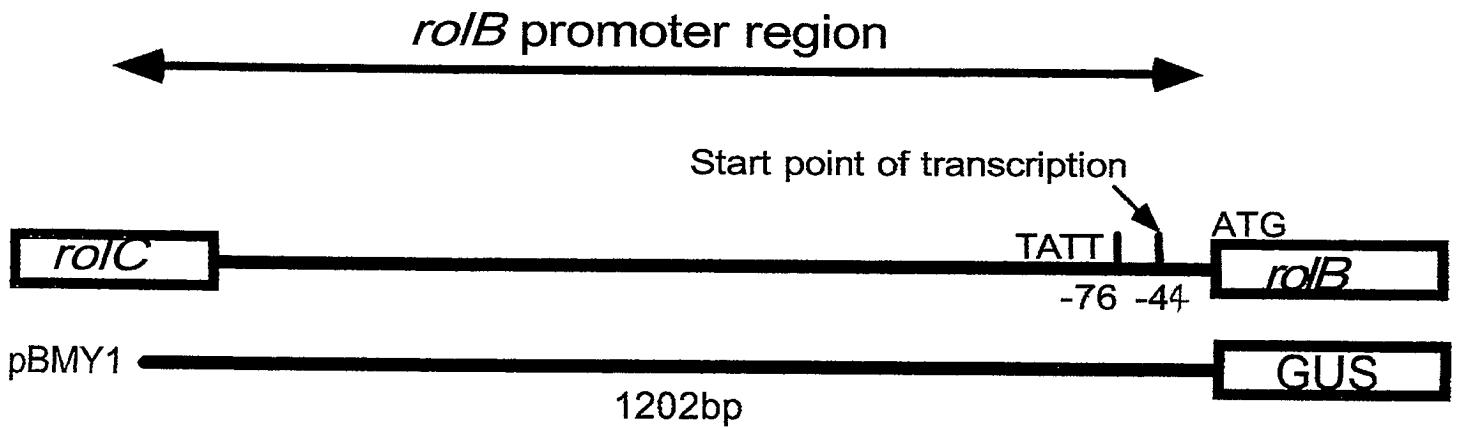 rolB promoter region
Start point of transcription
rolC
TATT
ATG
rolB
-76
-44
pBMY1
GUS
1202bp